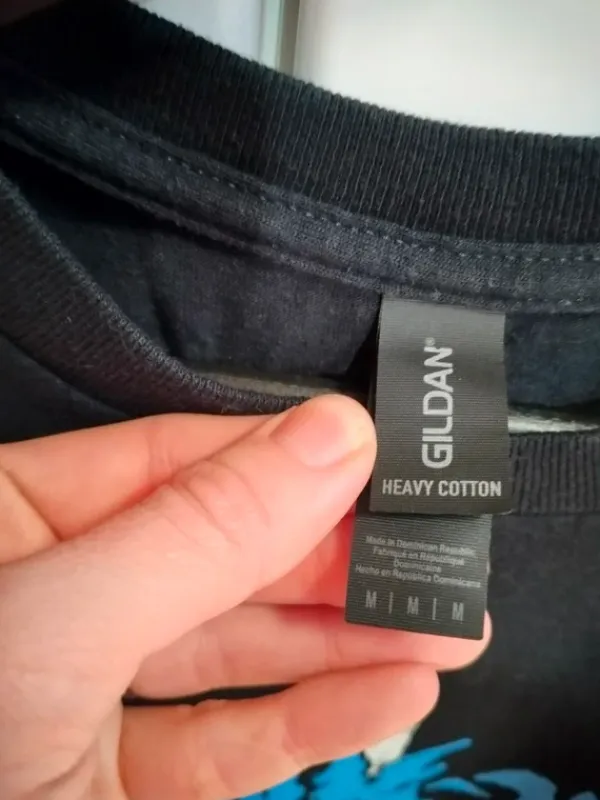 GILDAN®
HEAVY COTTON
Made in Dominican Republic
Fabriqué en République
Dominicaine
Hecho en República Dominicana
M | M | M